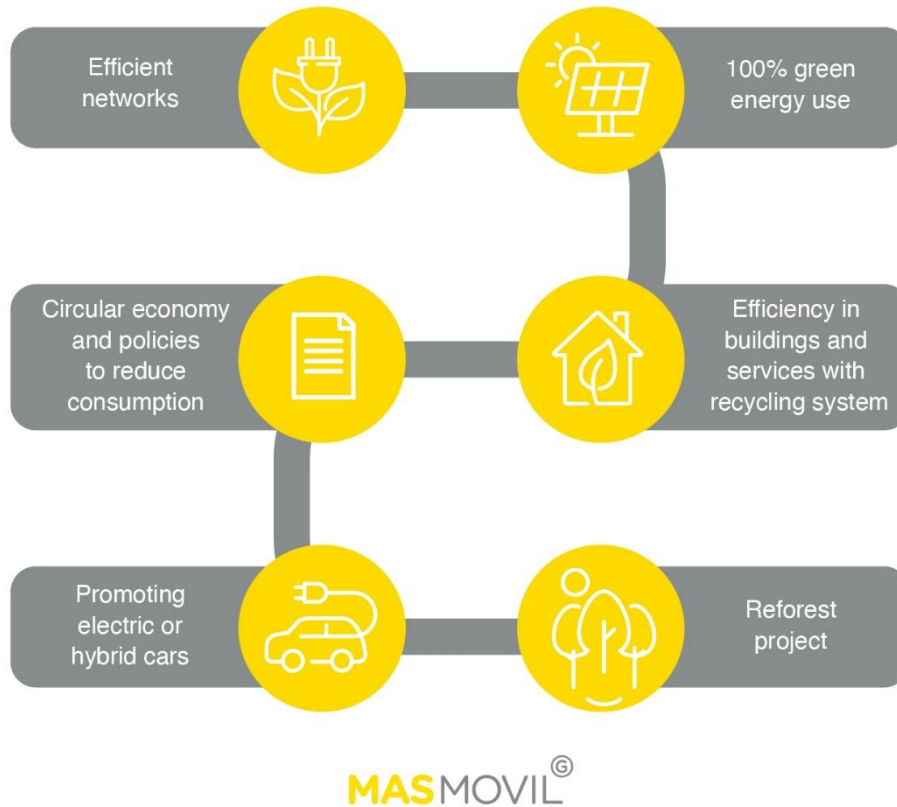 Efficient
networks
100% green
energy use
Circular economy
and policies
to reduce
consumption
Efficiency in
buildings and
services with
recycling system
Promoting
electric or
hybrid cars
Reforest
project
MASMOVIL G